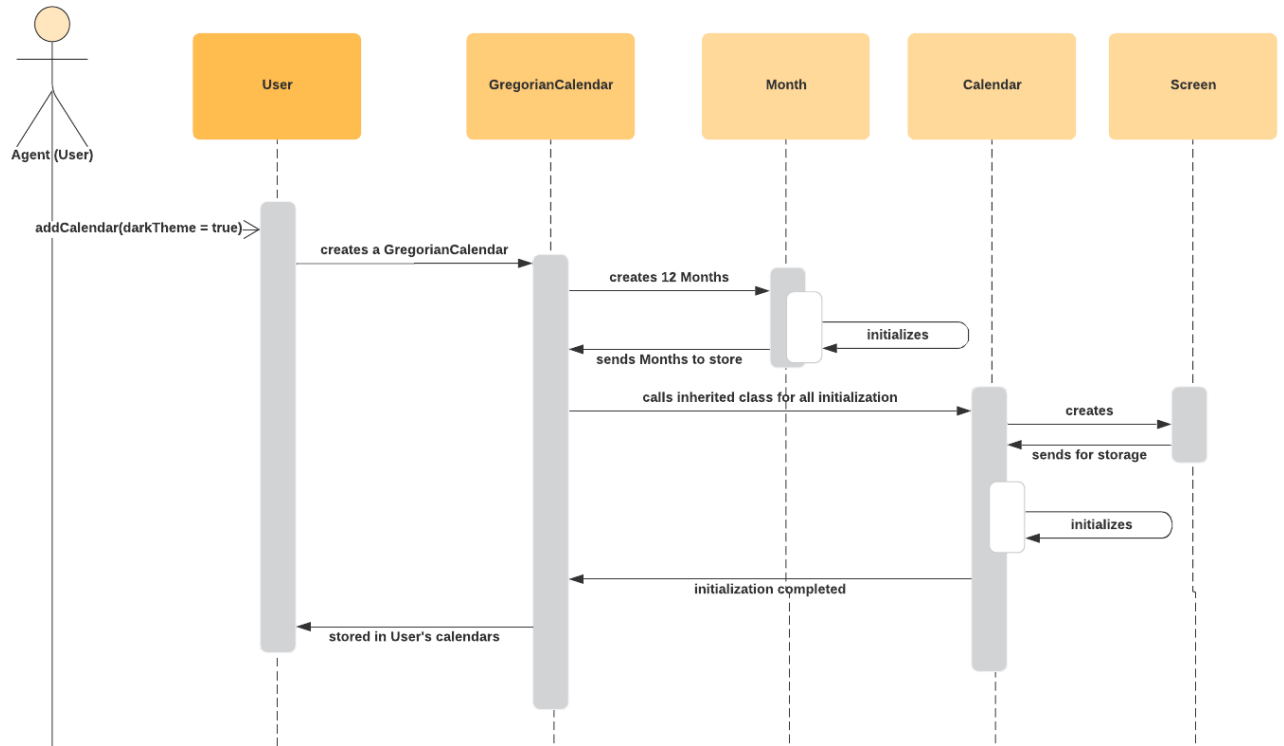 User
GregorianCalendar
Month
Calendar
Screen
Agent (User)
addCalendar(darkTheme = true)
creates a GregorianCalendar
creates 12 Months
initializes
sends Months to store
calls inherited class for all initialization
creates
sends for storage
initializes
initialization completed
stored in User's calendars